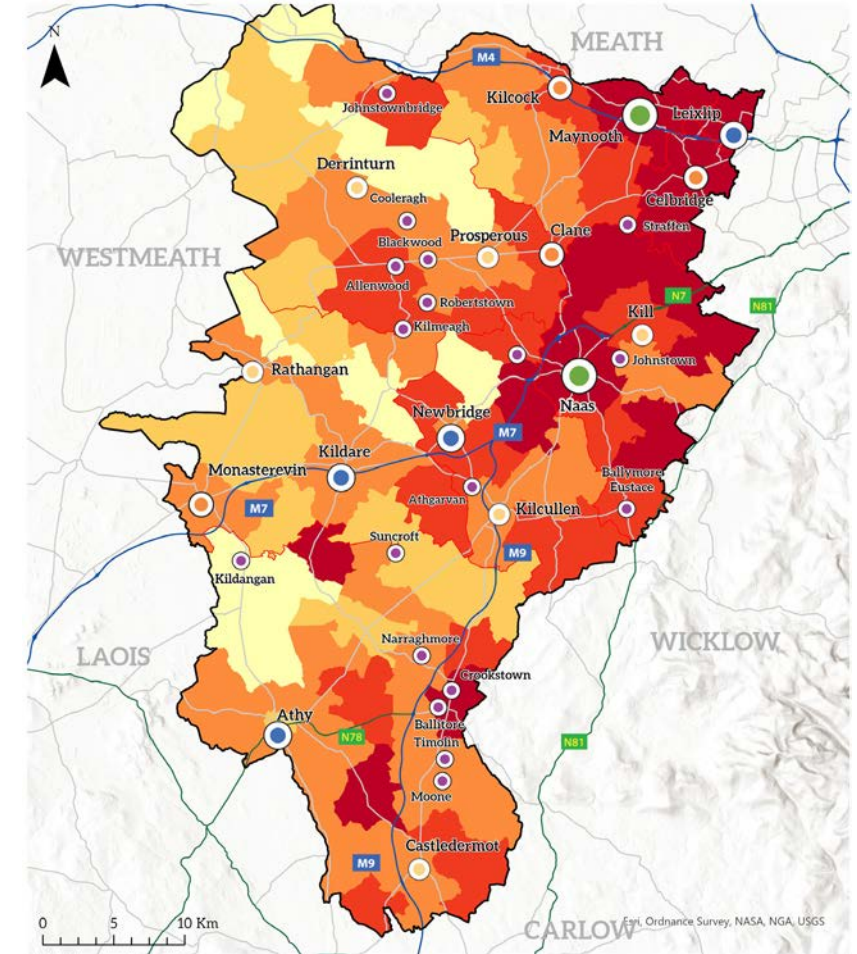 N
MEATH
M4
Kilcock
Johnstownbridge
Leixlip
Maynooth
Derrinturn
Celbridge
Cooleragh
Straffen
Prosperous
Clane
Blackwood
WESTMEATH
Allenwood
N7
Robertstown
N81
Kill
Kilmeagh
Johnstown
Rathangan
Naas
Newbridge
M7
Kildare
Monasterevin
Ballymore
Eustace
Athgarvan
M7
Kilcullen
Suncroft
M9
Kildangan
Narraghmore
WICKLOW
LAOIS
Crookstown
Athy
Ballitore
N78
Timolin
N81
Moone
Castledermot
M9
0 5 10 Km
CARLOW
Esri, Ordnance Survey, NASA, NGA, USGS